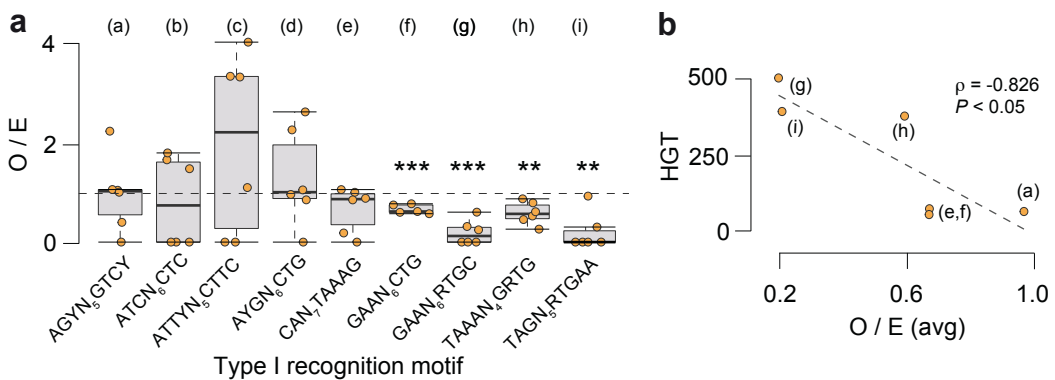 a
(a) (b) (c) (d) (e) (f) (g) (h) (i)
4
2
0
O / E
*** *** ** **
AGYN5GTCY
ATCN6CTC
ATTYN5CTTC
AYGN6CTG
CAN7TAAAG
GAAN6CTG
GAAN6RTGC
TAAAN4GRTG
TAGN5RTGAA
Type I recognition motif
b
500
250
0
HGT
ρ = -0.826
P < 0.05
(g)
(i)
(h)
(a)
(e,f)
0.2 0.6 1.0
O / E (avg)